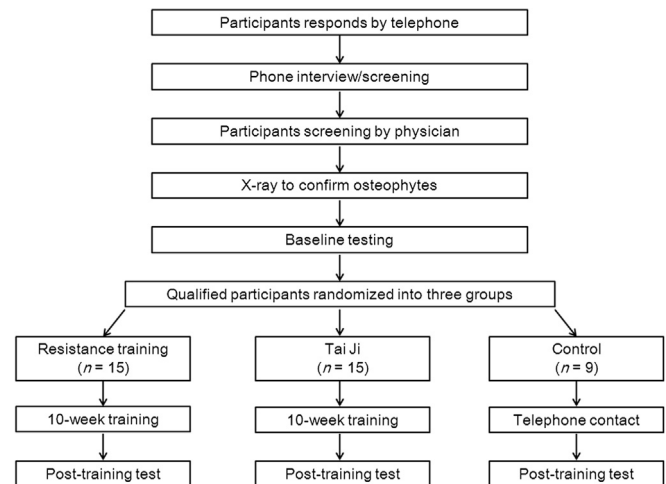 Participants responds by telephone
Phone interview/screening
Participants screening by physician
X-ray to confirm osteophytes
Baseline testing
Qualified participants randomized into three groups
Resistance training
(n = 15)
Tai Ji
(n = 15)
Control
(n = 9)
10-week training
10-week training
Telephone contact
Post-training test
Post-training test
Post-training test